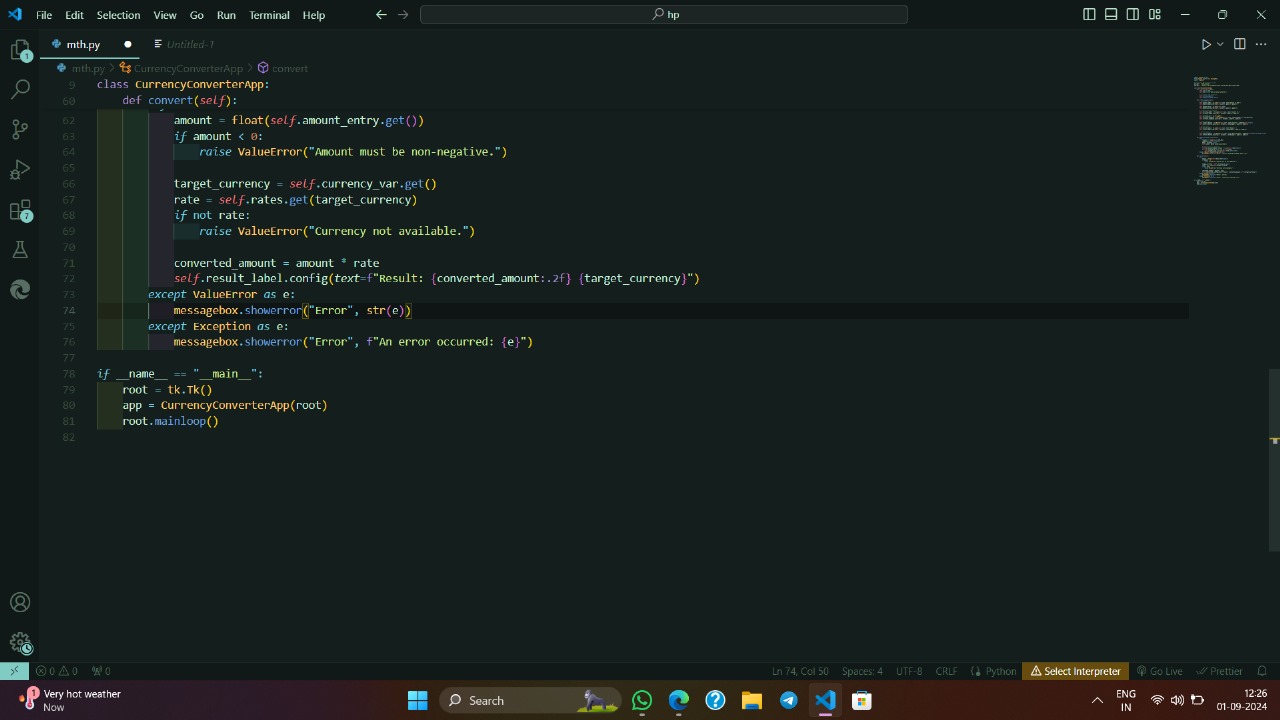 File Edit Selection View Go Run Terminal Help
hp
mth.py
Untitled-1
mth.py > CurrencyConverterApp > convert
9 class CurrencyConverterApp:
60 def convert(self):
62 amount = float(self.amount_entry.get())
63 if amount < 0:
64 raise ValueError("Amount must be non-negative.")
65
66 target_currency = self.currency_var.get()
67 rate = self.rates.get(target_currency)
68 if not rate:
69 raise ValueError("Currency not available.")
70
71 converted_amount = amount * rate
72 self.result_label.config(text=f"Result: {converted_amount:.2f} {target_currency}")
73 except ValueError as e:
74 messagebox.showerror("Error", str(e))
75 except Exception as e:
76 messagebox.showerror("Error", f"An error occurred: {e}")
77
78 if __name__ == "__main__":
79 root = tk.Tk()
80 app = CurrencyConverterApp(root)
81 root.mainloop()
82
1
7
0 0 0 Ln 74, Col 50 Spaces: 4 UTF-8 CRLF Python Select Interpreter Go Live Prettier
1
Very hot weather
Now
Search
ENG
IN
12:26
01-09-2024